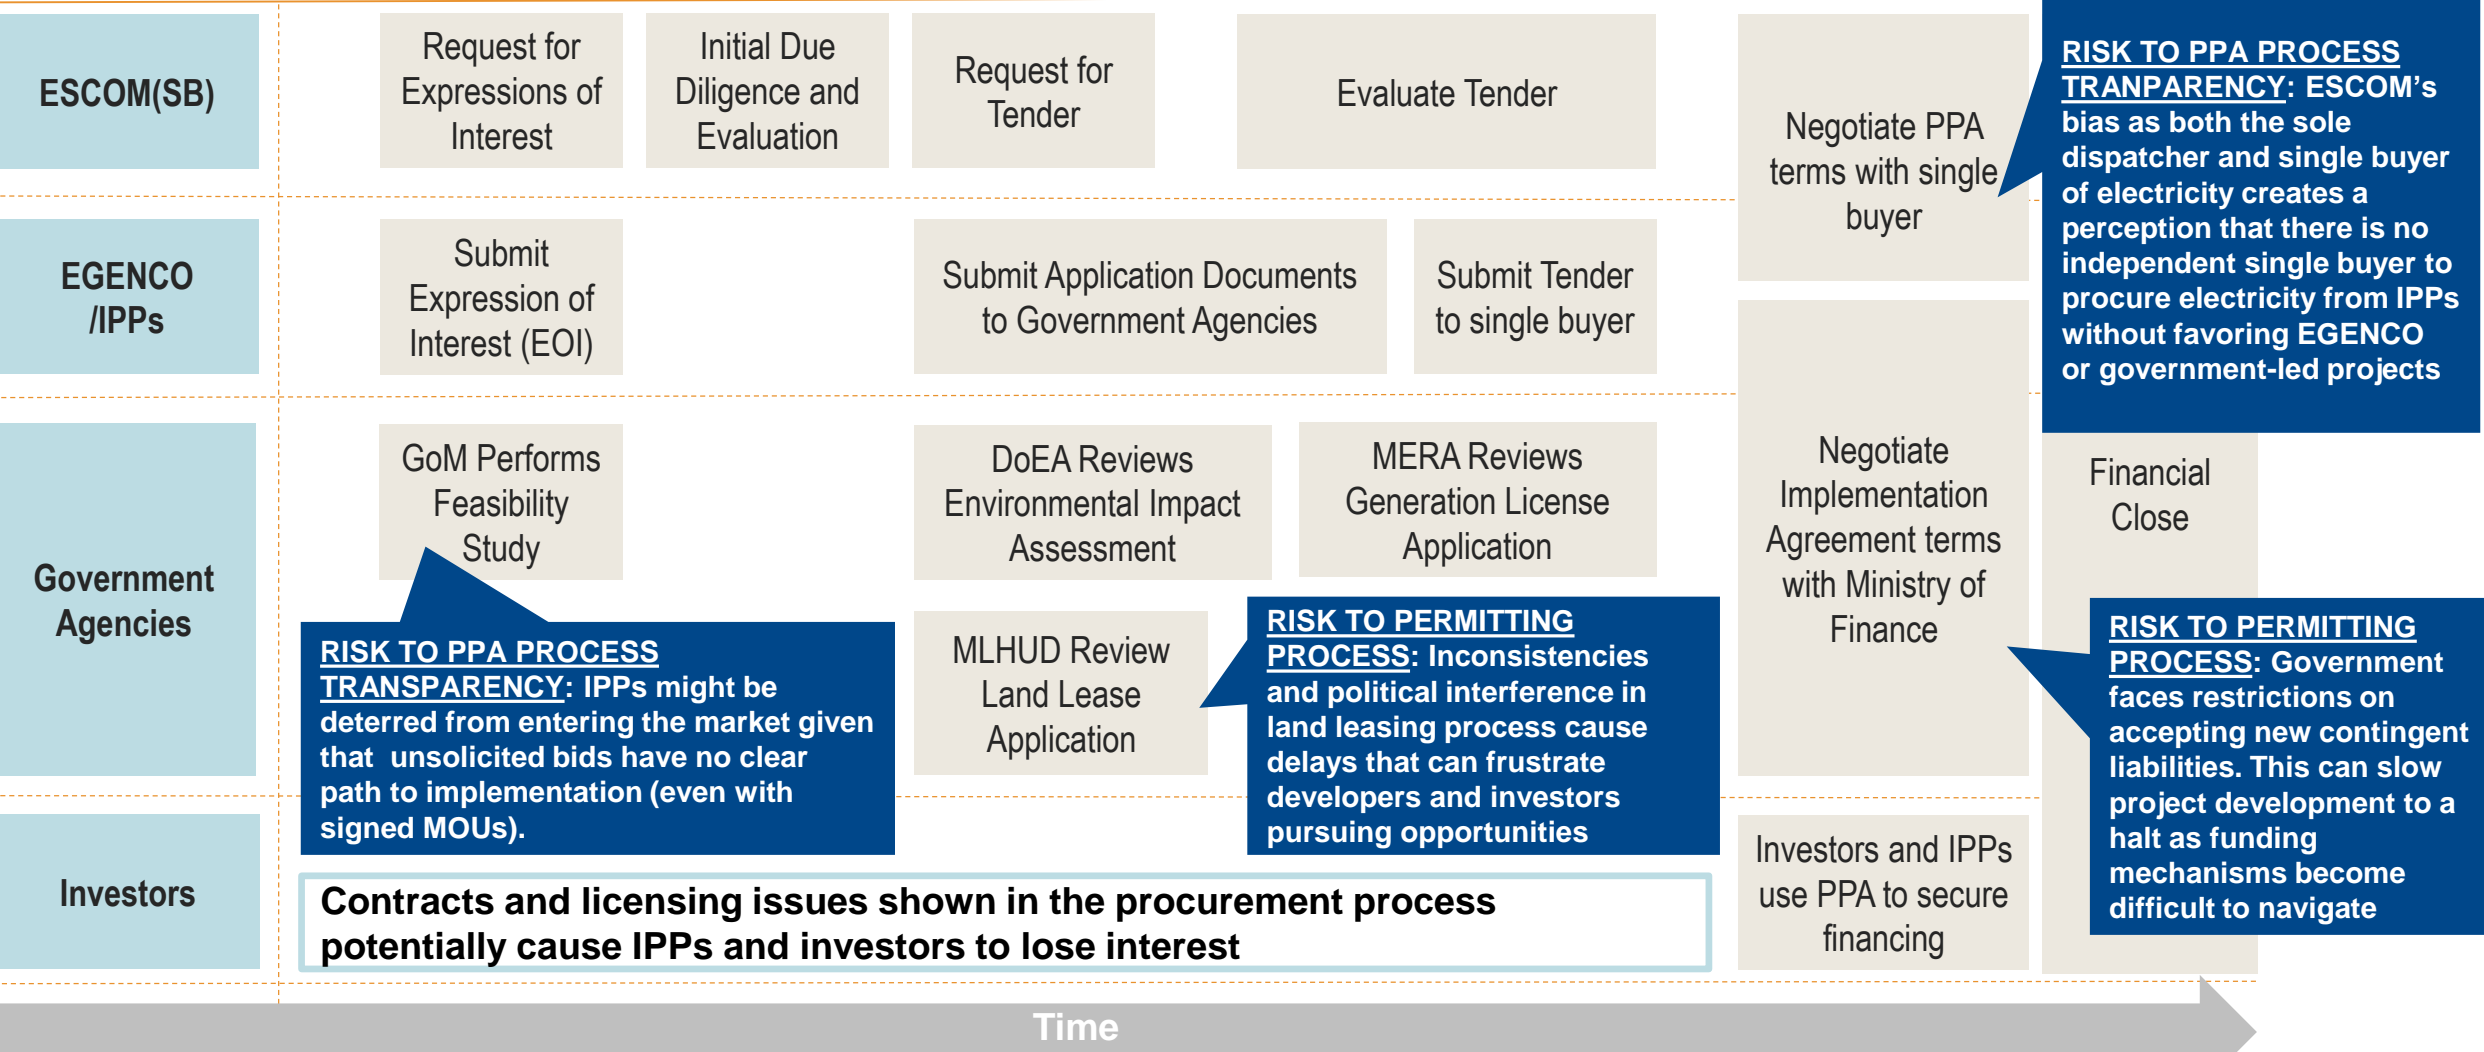 ESCOM(SB)
Request for
Expressions of
Interest
Initial Due
Diligence and
Evaluation
Request for
Tender
Evaluate Tender
Negotiate PPA
terms with single
buyer
RISK TO PPA PROCESS
TRANPARENCY: ESCOM’s
bias as both the sole
dispatcher and single buyer
of electricity creates a
perception that there is no
independent single buyer to
procure electricity from IPPs
without favoring EGENCO
or government-led projects
EGENCO
/IPPs
Submit
Expression of
Interest (EOI)
Submit Application Documents
to Government Agencies
Submit Tender
to single buyer
Government
Agencies
GoM Performs
Feasibility
Study
DoEA Reviews
Environmental Impact
Assessment
MERA Reviews
Generation License
Application
Negotiate
Implementation
Agreement terms
with Ministry of
Finance
Financial
Close
RISK TO PPA PROCESS
TRANSPARENCY: IPPs might be
deterred from entering the market given
that unsolicited bids have no clear
path to implementation (even with
signed MOUs).
MLHUD Review
Land Lease
Application
RISK TO PERMITTING
PROCESS: Inconsistencies
and political interference in
land leasing process cause
delays that can frustrate
developers and investors
pursuing opportunities
RISK TO PERMITTING
PROCESS: Government
faces restrictions on
accepting new contingent
liabilities. This can slow
project development to a
halt as funding
mechanisms become
difficult to navigate
Investors
Contracts and licensing issues shown in the procurement process
potentially cause IPPs and investors to lose interest
Investors and IPPs
use PPA to secure
financing
Time